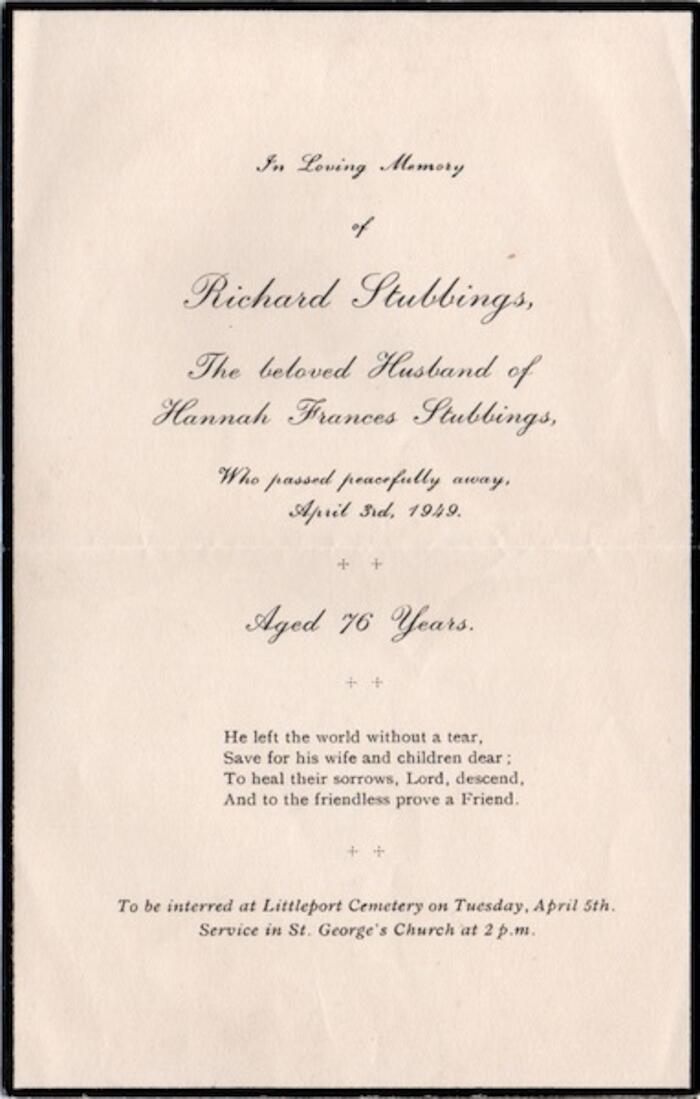 In Loving Memory
of
Richard Stubbings,
The beloved Husband of
Hannah Frances Stubbings,
Who passed peacefully away,
April 3rd, 1949.
Aged 76 Years.
He left the world without a tear,
Save for his wife and children dear ;
To heal their sorrows, Lord, descend,
And to the friendless prove a Friend.
To be interred at Littleport Cemetery on Tuesday, April 5th.
Service in St. George's Church at 2 p.m.